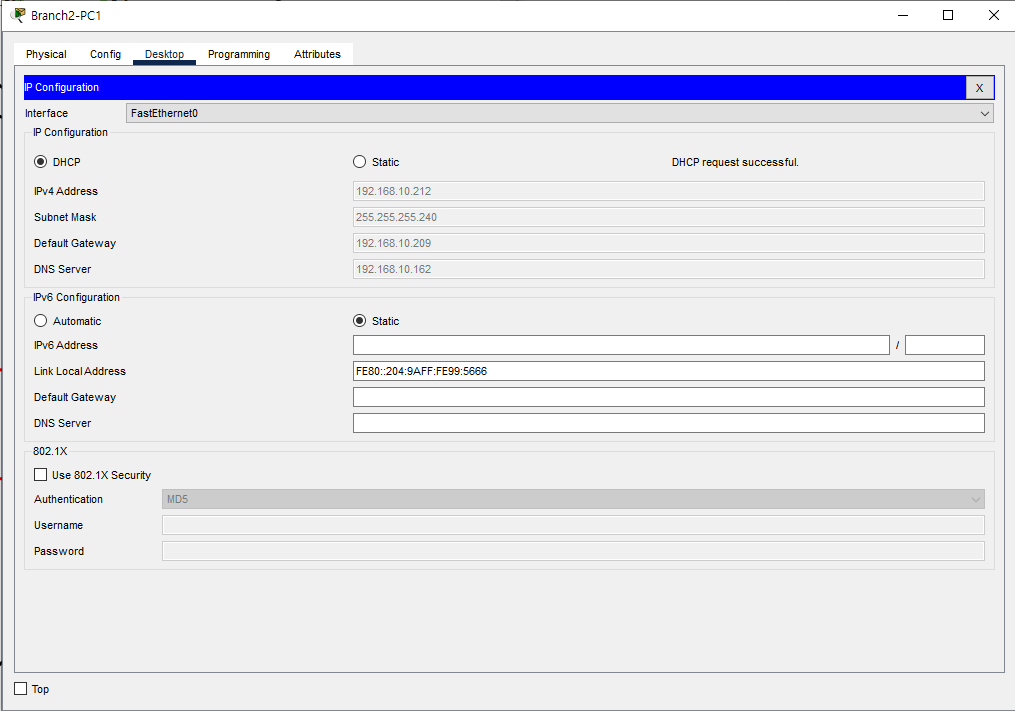 Branch2-PC1
Physical Config Desktop Programming Attributes
IP Configuration X
Interface FastEthernet0
IP Configuration
DHCP Static DHCP request successful.
IPv4 Address 192.168.10.212
Subnet Mask 255.255.255.240
Default Gateway 192.168.10.209
DNS Server 192.168.10.162
IPv6 Configuration
Automatic Static
IPv6 Address /
Link Local Address FE80::204:9AFF:FE99:5666
Default Gateway
DNS Server
802.1X
Use 802.1X Security
Authentication MD5
Username
Password
Top